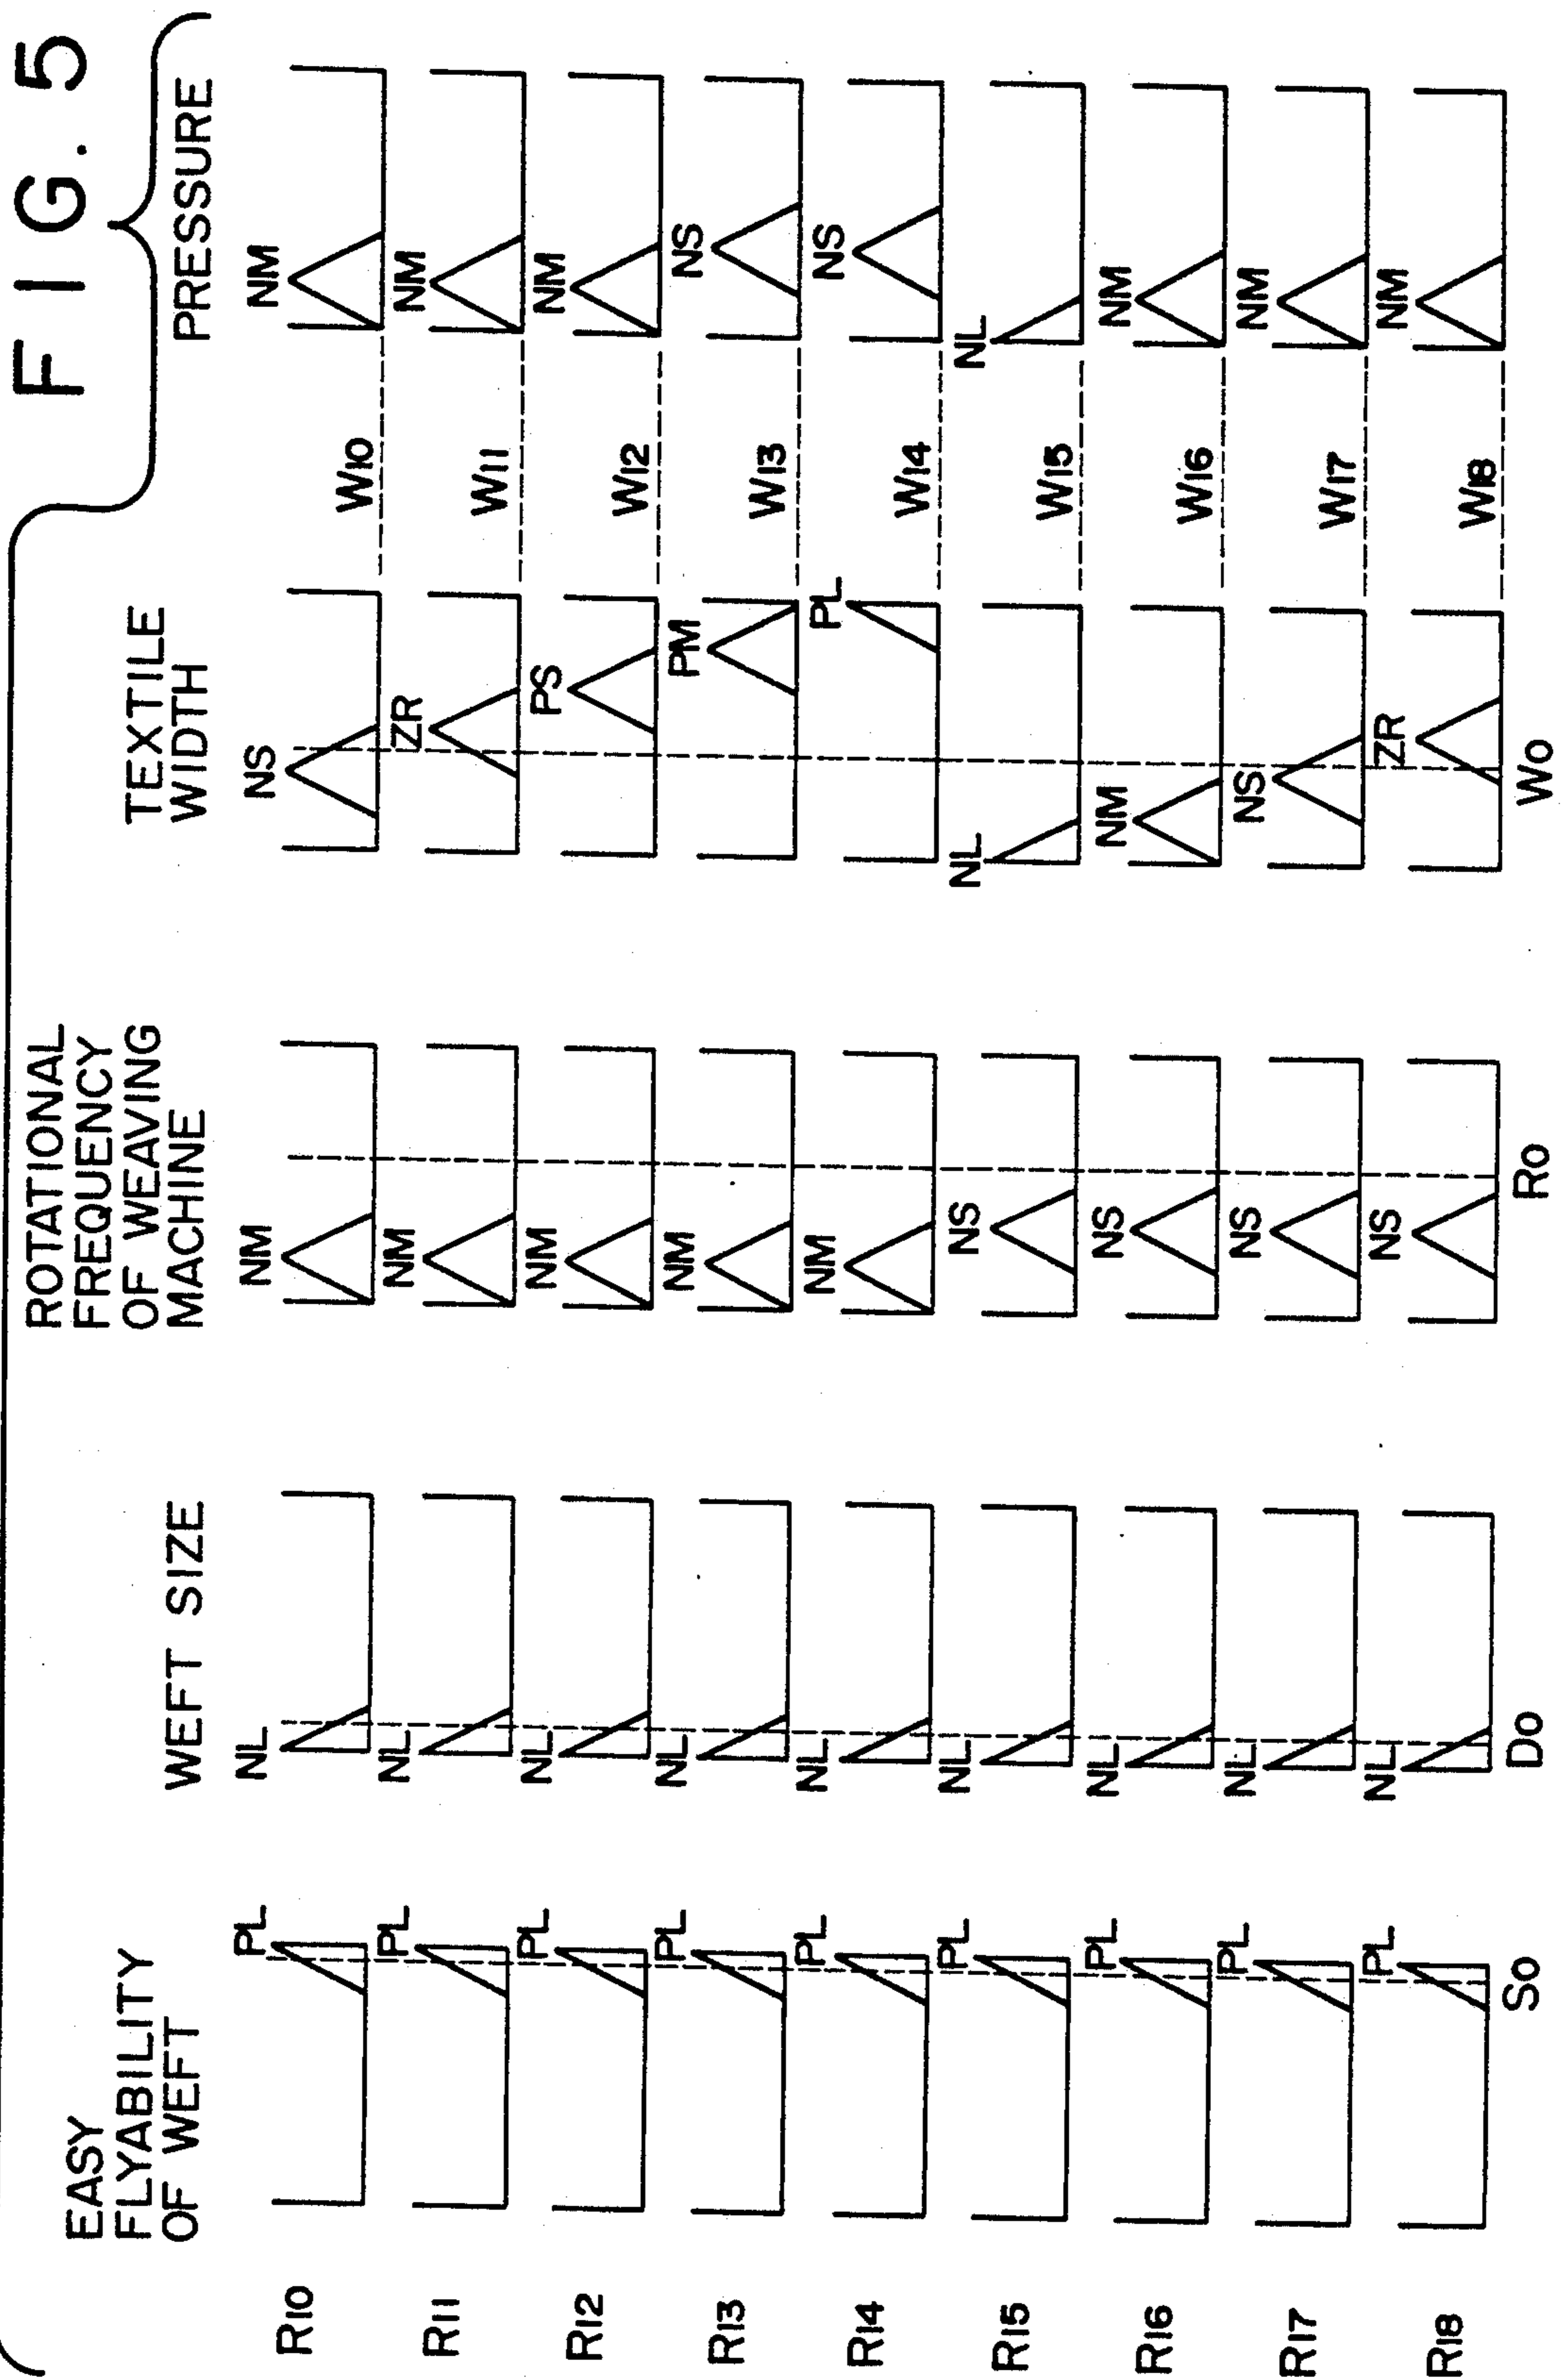 FIG. 5
EASY
FLYABILITY
OF WEFT
WEFT SIZE
ROTATIONAL
FREQUENCY
OF WEAVING
MACHINE
TEXTILE
WIDTH
PRESSURE
R10 PL NL NM NS W10 NM
R11 PL NL NM ZR W11 NM
R12 PL NL NM PS W12 NM
R13 PL NL NM PM W13 NS
R14 PL NL NM PL W14 NS
R15 PL NL NS NL W15 NL
R16 PL NL NS NM W16 NM
R17 PL NL NS NS W17 NM
R18 PL NL NS ZR W18 NM
So Do Ro Wo